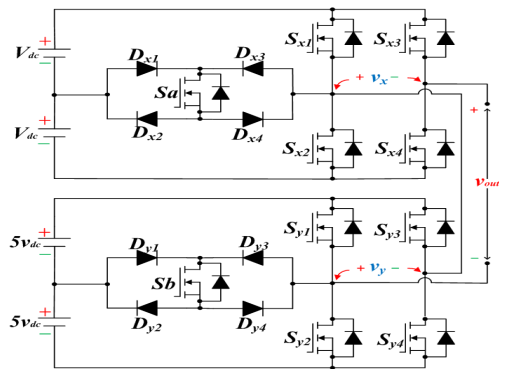 Sx1
Sx3
+
Vdc
−
Dx1
Dx3
Sa
+ vx −
+
Vdc
−
Dx2
Dx4
Sx2
Sx4
+
vout
−
Sy1
Sy3
+
5vdc
−
Dy1
Dy3
Sb
+ vy −
+
5vdc
−
Dy2
Dy4
Sy2
Sy4